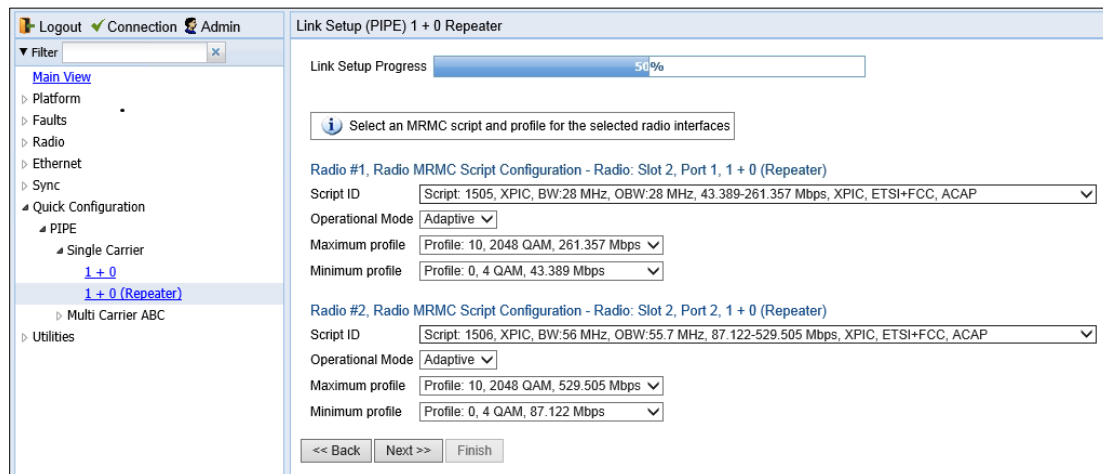 Logout Connection Admin
Filter
Main View
Platform
Faults
Radio
Ethernet
Sync
Quick Configuration
PIPE
Single Carrier
1 + 0
1 + 0 (Repeater)
Multi Carrier ABC
Utilities
Link Setup (PIPE) 1 + 0 Repeater
Link Setup Progress 50%
Select an MRMC script and profile for the selected radio interfaces
Radio #1, Radio MRMC Script Configuration - Radio: Slot 2, Port 1, 1 + 0 (Repeater)
Script ID Script: 1505, XPIC, BW:28 MHz, OBW:28 MHz, 43.389-261.357 Mbps, XPIC, ETSI+FCC, ACAP
Operational Mode Adaptive
Maximum profile Profile: 10, 2048 QAM, 261.357 Mbps
Minimum profile Profile: 0, 4 QAM, 43.389 Mbps
Radio #2, Radio MRMC Script Configuration - Radio: Slot 2, Port 2, 1 + 0 (Repeater)
Script ID Script: 1506, XPIC, BW:56 MHz, OBW:55.7 MHz, 87.122-529.505 Mbps, XPIC, ETSI+FCC, ACAP
Operational Mode Adaptive
Maximum profile Profile: 10, 2048 QAM, 529.505 Mbps
Minimum profile Profile: 0, 4 QAM, 87.122 Mbps
<< Back Next >> Finish